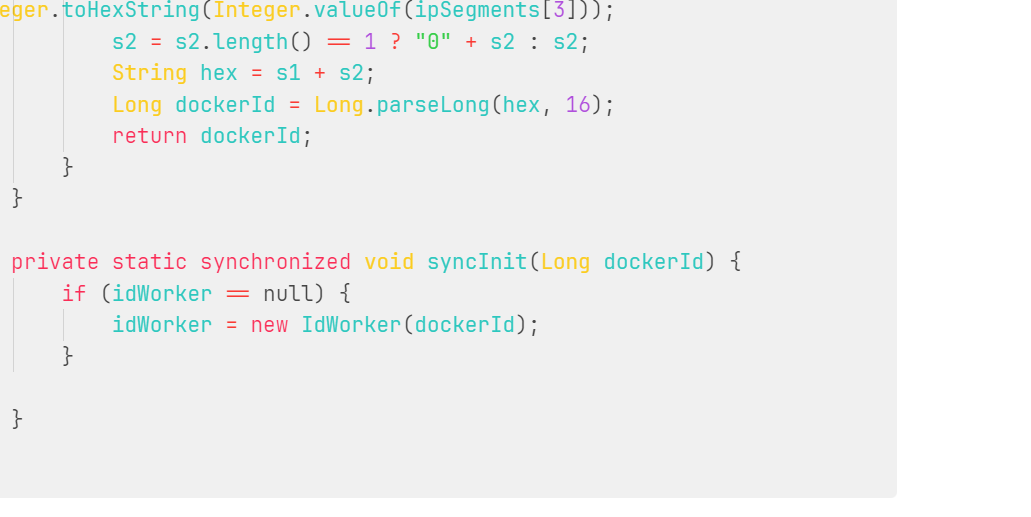 eger.toHexString(Integer.valueOf(ipSegments[3]));
s2 = s2.length() == 1 ? "0" + s2 : s2;
String hex = s1 + s2;
Long dockerId = Long.parseLong(hex, 16);
return dockerId;
}
}
private static synchronized void syncInit(Long dockerId) {
if (idWorker == null) {
idWorker = new IdWorker(dockerId);
}
}